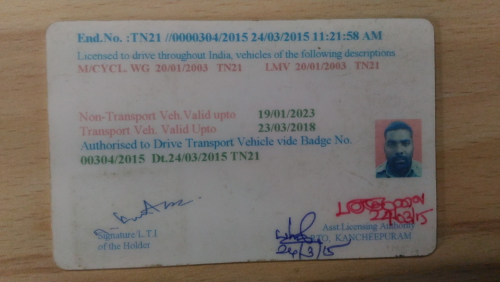 End.No. :TN21 //0000304/2015 24/03/2015 11:21:58 AM
Licensed to drive throughout India, vehicles of the following descriptions
M/CYCL. WG 20/01/2003 TN21 LMV 20/01/2003 TN21
Non-Transport Veh.Valid upto 19/01/2023
Transport Veh. Valid Upto 23/03/2018
Authorised to Drive Transport Vehicle vide Badge No.
00304/2015 Dt.24/03/2015 TN21
24/03/15
Signature/L.T.I
of the Holder
Asst Licensing Authority
RTO, KANCHEEPURAM
24/3/15